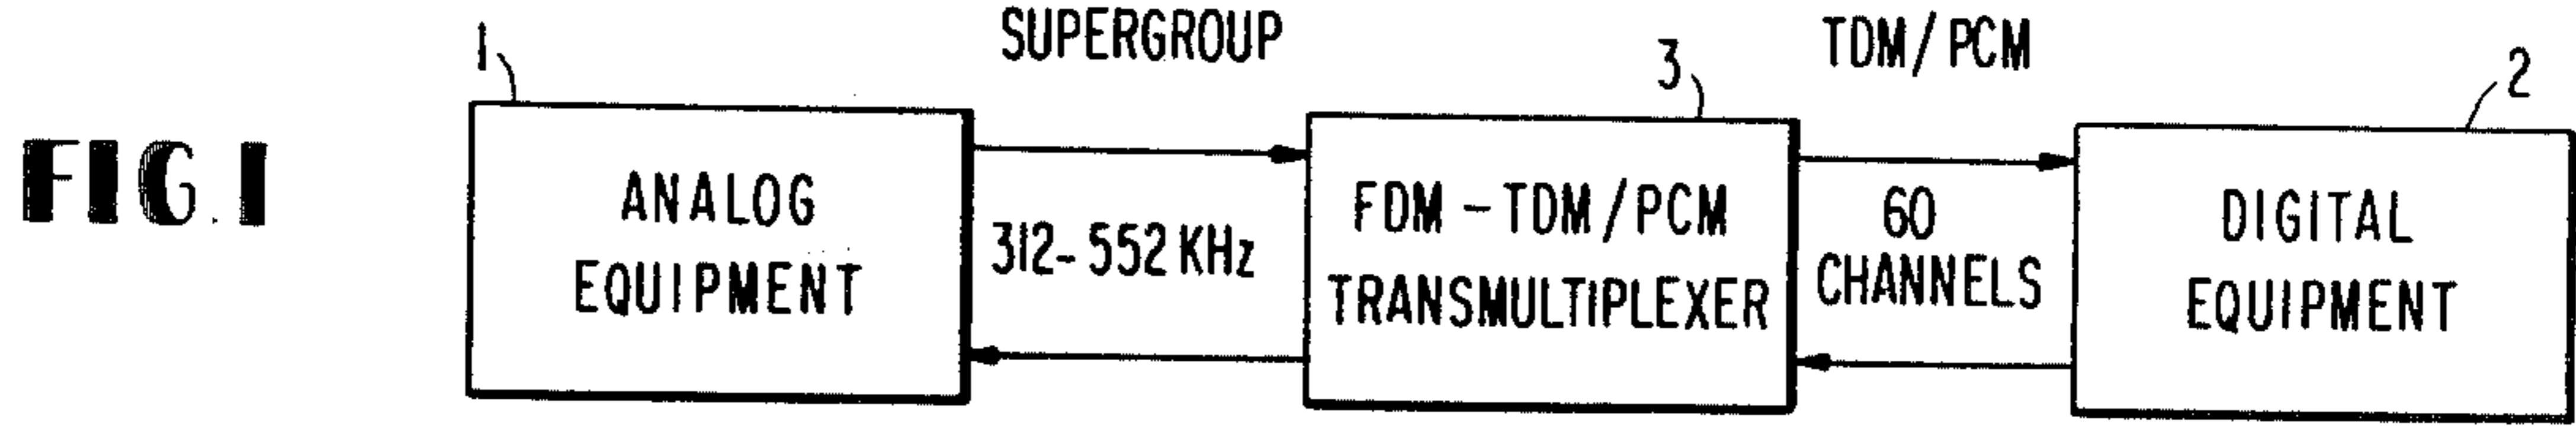 FIG. 1
1
ANALOG
EQUIPMENT
SUPERGROUP
312-552 KHz
3
FDM-TDM/PCM
TRANSMULTIPLEXER
TDM/PCM
60
CHANNELS
2
DIGITAL
EQUIPMENT